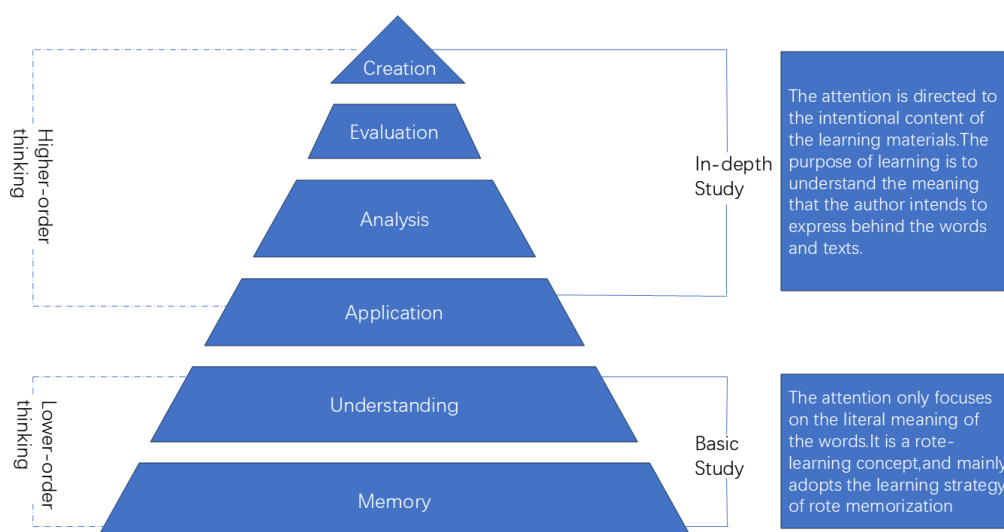 Creation
Evaluation
Analysis
Application
Understanding
Memory
Higher-order
thinking
Lower-order
thinking
In-depth
Study
Basic
Study
The attention is directed to
the intentional content of
the learning materials.The
purpose of learning is to
understand the meaning
that the author intends to
express behind the words
and texts.
The attention only focuses
on the literal meaning of
the words.It is a rote-
learning concept,and mainly
adopts the learning strategy
of rote memorization